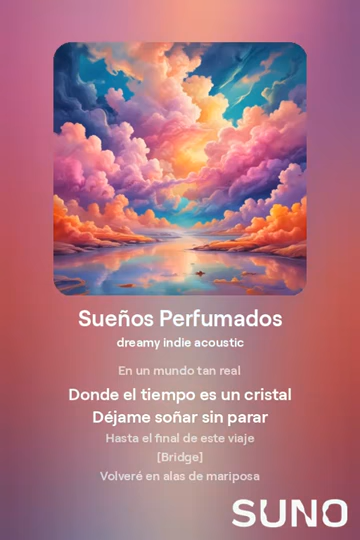 Sueños Perfumados
dreamy indie acoustic
En un mundo tan real
Donde el tiempo es un cristal
Déjame soñar sin parar
Hasta el final de este viaje
[Bridge]
Volveré en alas de mariposa
SUNO